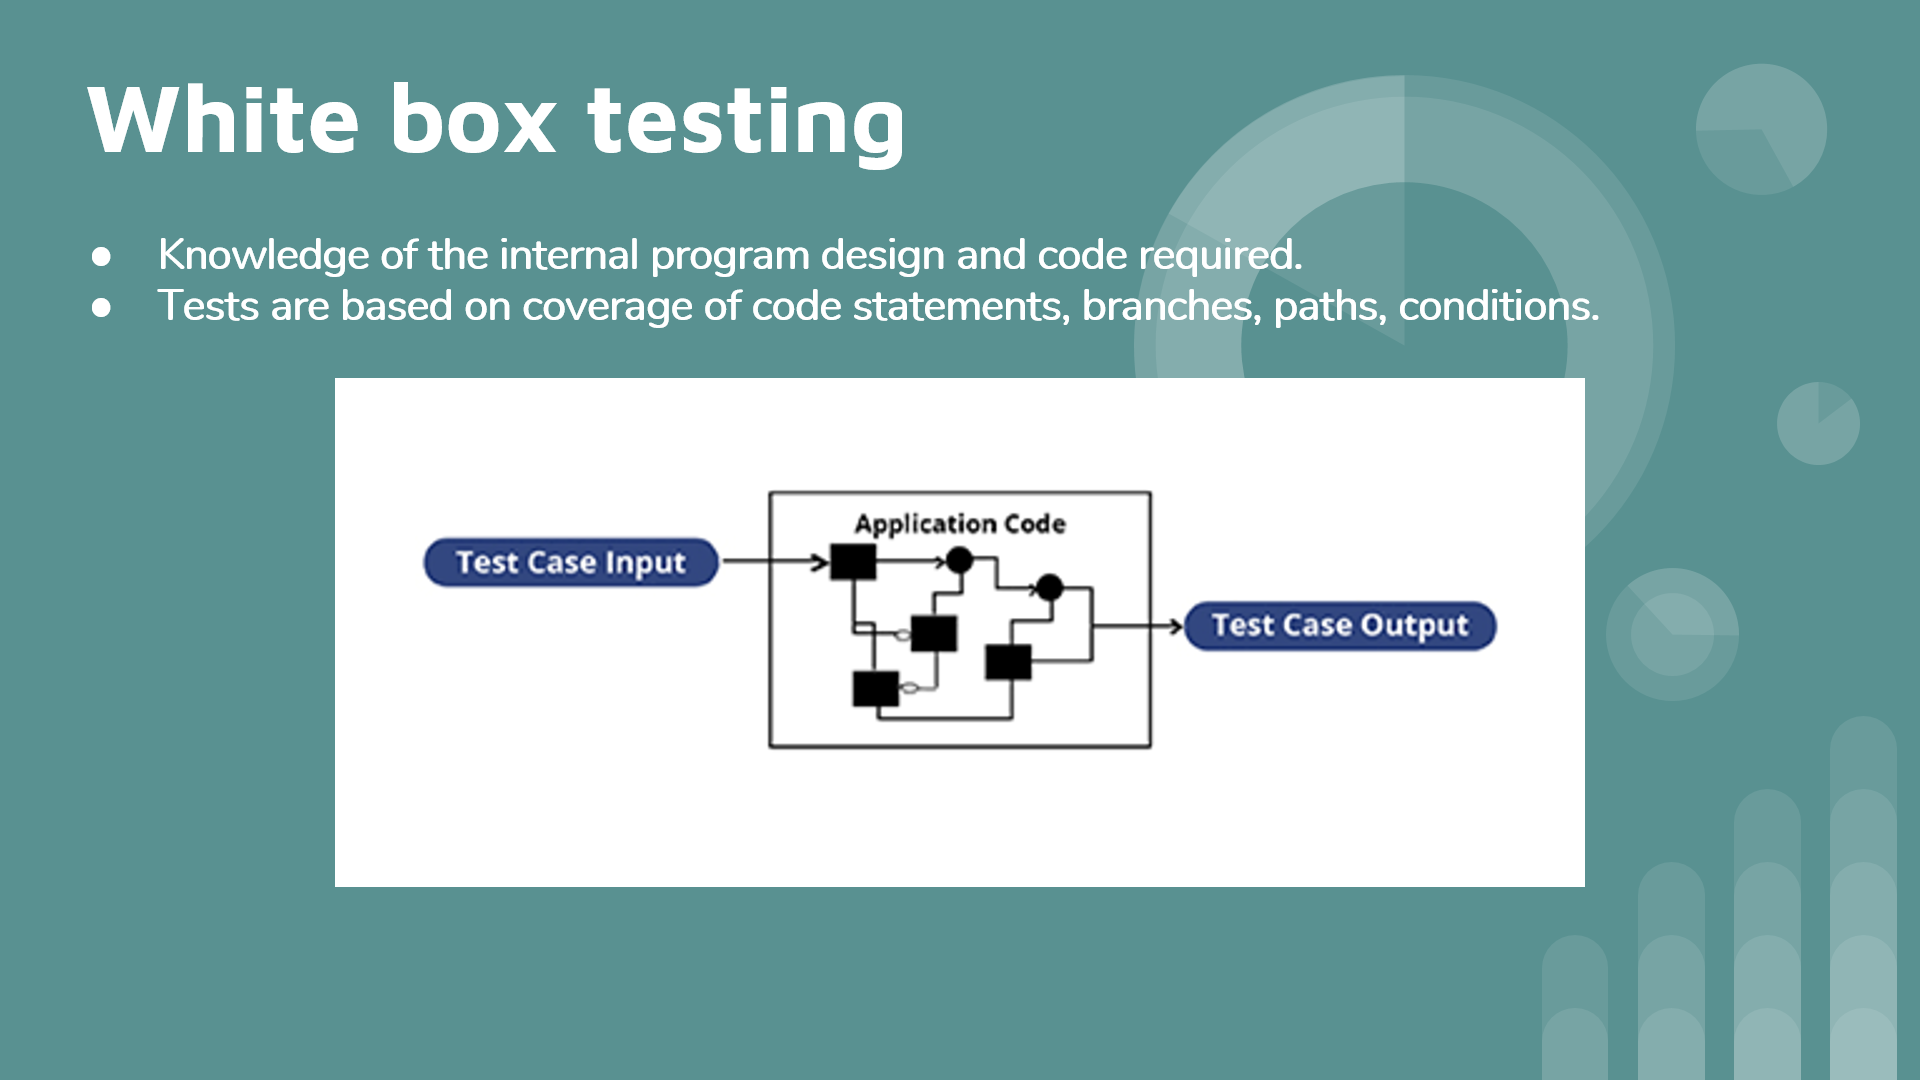 White box testing
● Knowledge of the internal program design and code required.
● Tests are based on coverage of code statements, branches, paths, conditions.
Application Code
Test Case Input
Test Case Output